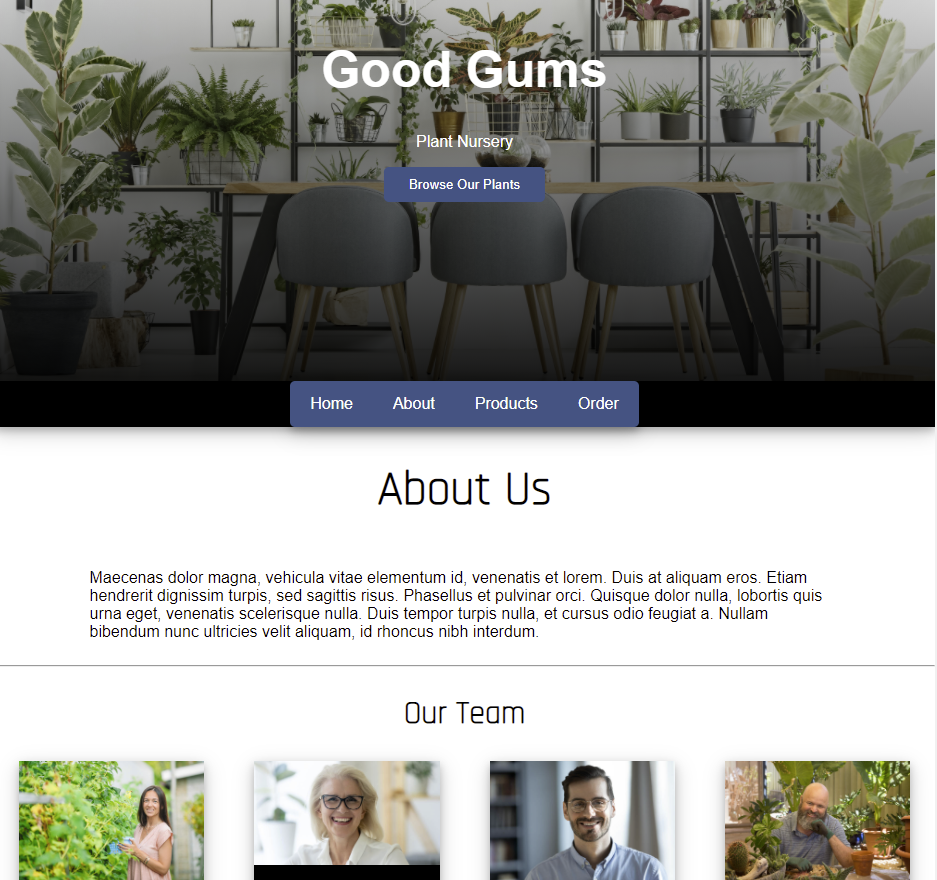 Good Gums
Plant Nursery
Browse Our Plants
Home About Products Order
About Us
Maecenas dolor magna, vehicula vitae elementum id, venenatis et lorem. Duis at aliquam eros. Etiam
hendrerit dignissim turpis, sed sagittis risus. Phasellus et pulvinar orci. Quisque dolor nulla, lobortis quis
urna eget, venenatis scelerisque nulla. Duis tempor turpis nulla, et cursus odio feugiat a. Nullam
bibendum nunc ultricies velit aliquam, id rhoncus nibh interdum.
Our Team